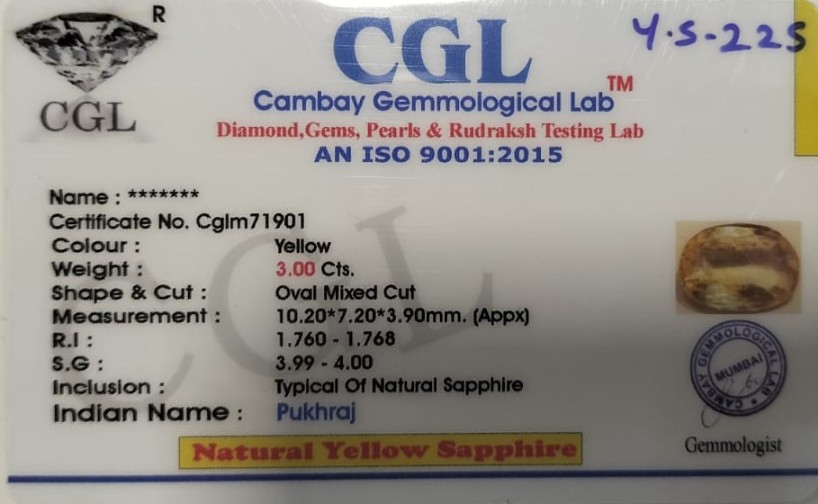 R
CGL
CGL
Y.S-225
TM
Cambay Gemmological Lab
Diamond,Gems, Pearls & Rudraksh Testing Lab
AN ISO 9001:2015
Name : *******
Certificate No. Cglm71901
Colour : Yellow
Weight : 3.00 Cts.
Shape & Cut : Oval Mixed Cut
Measurement : 10.20*7.20*3.90mm. (Appx)
R.I : 1.760 - 1.768
S.G : 3.99 - 4.00
Inclusion : Typical Of Natural Sapphire
Indian Name : Pukhraj
Natural Yellow Sapphire
CGL
CAMBAY GEMMOLOGICAL LAB
MUMBAI
Gemmologist